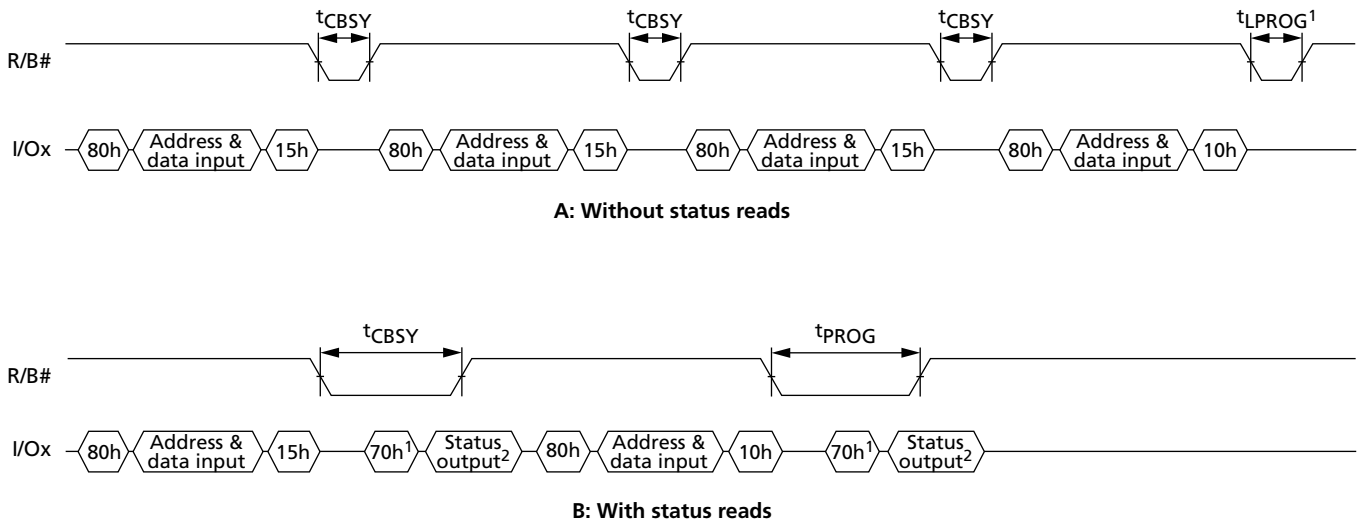 tCBSY tCBSY tCBSY tLPROG1
R/B#
I/Ox 80h Address & data input 15h 80h Address & data input 15h 80h Address & data input 15h 80h Address & data input 10h
A: Without status reads
tCBSY tPROG
R/B#
I/Ox 80h Address & data input 15h 70h1 Status output2 80h Address & data input 10h 70h1 Status output2
B: With status reads